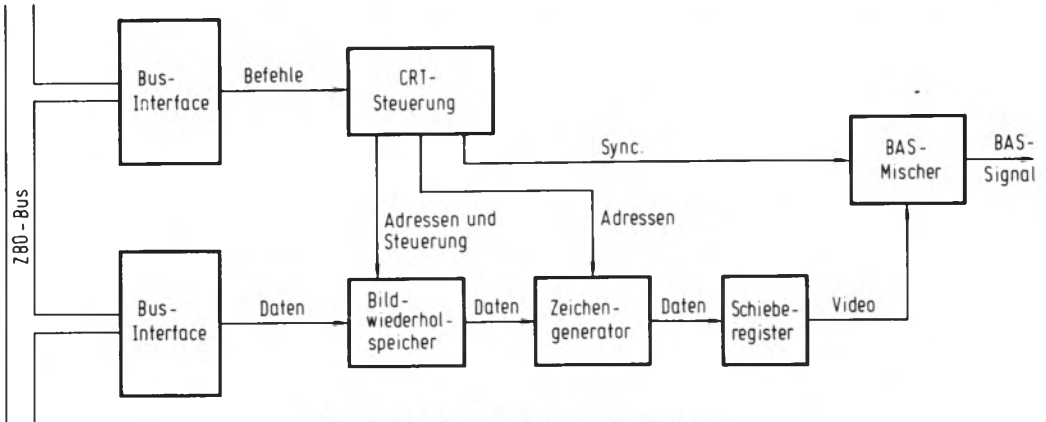 Z80-Bus
Bus-
Interface
Befehle
CRT-
Steuerung
Sync.
BAS-
Mischer
BAS-
Signal
Adressen und
Steuerung
Adressen
Bus-
Interface
Daten
Bild-
wiederhol-
speicher
Daten
Zeichen-
generator
Daten
Schiebe-
register
Video